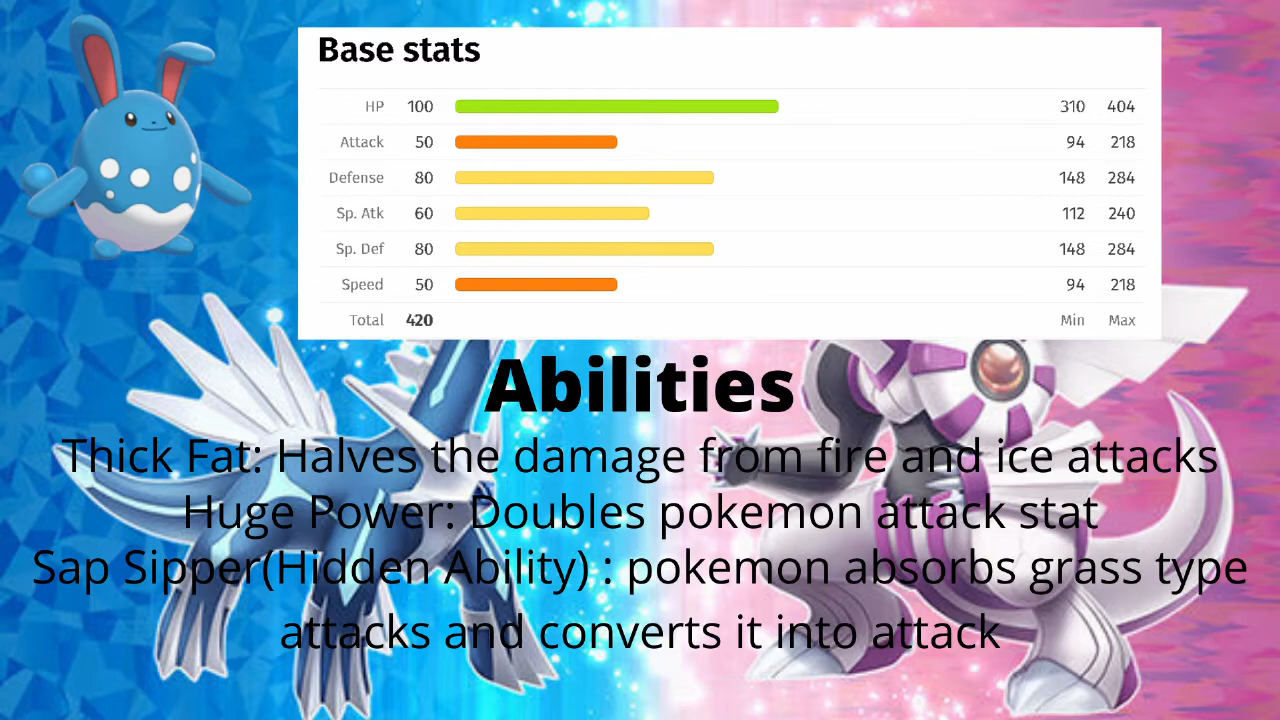 Base stats
HP 100 310 404
Attack 50 94 218
Defense 80 148 284
Sp. Atk 60 112 240
Sp. Def 80 148 284
Speed 50 94 218
Total 420 Min Max
Abilities
Thick Fat: Halves the damage from fire and ice attacks
Huge Power: Doubles pokemon attack stat
Sap Sipper(Hidden Ability) : pokemon absorbs grass type
attacks and converts it into attack